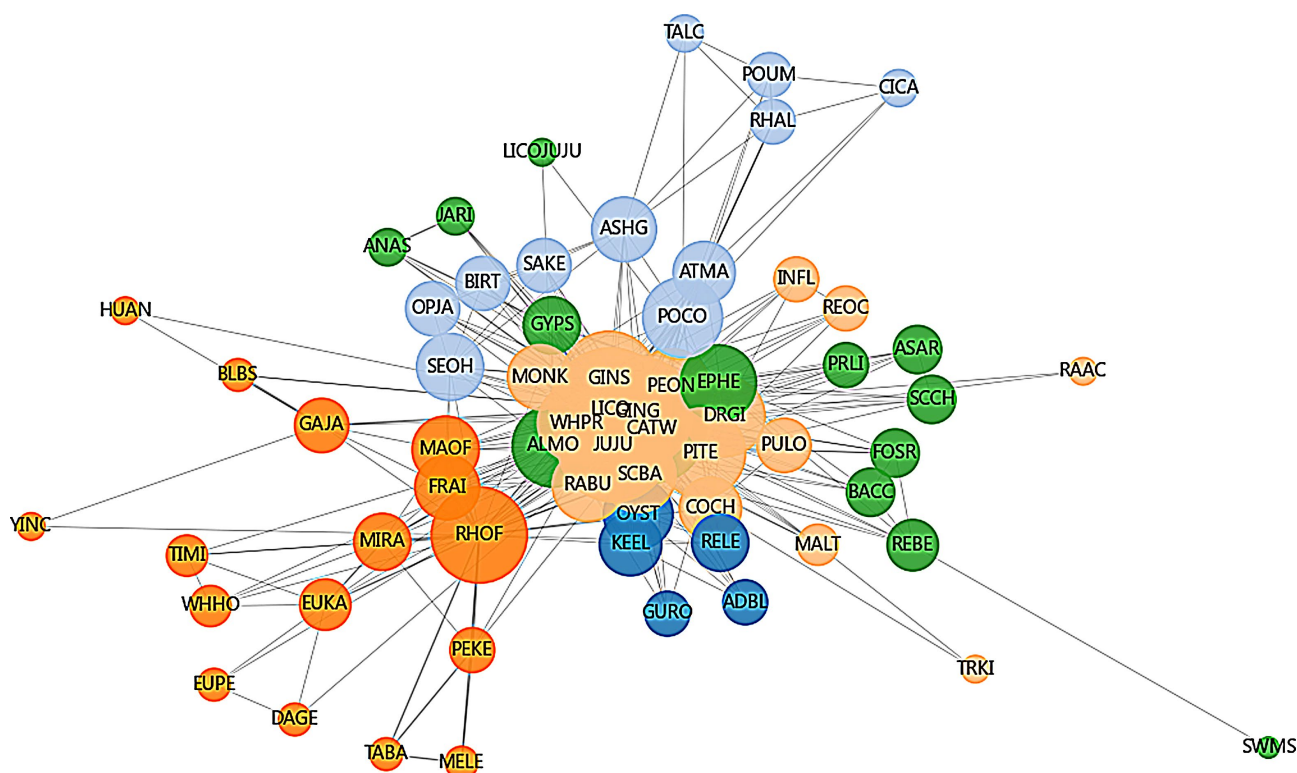 TALC
POUM
CICA
RHAL
LICOJUJU
JARI
ANAS
ASHG
SAKE
ATMA
BIRT
INFL
OPJA
POCO
REOC
HUAN
GYPS
ASAR
SEOH
PRLI
RAAC
BLBS
MONK
GINS
PEON
EPHE
SCCH
LICO
GING
DRGI
GAJA
WHPR
CATW
MAOF
ALMO
JUJU
PITE
PULO
FOSR
SCBA
FRAI
RABU
BACC
COCH
OYST
YINC
RHOF
MIRA
KEEL
RELE
MALT
REBE
TIMI
WHHO
EUKA
GURO
ADBL
PEKE
TRKI
EUPE
DAGE
SWMS
TABA
MELE